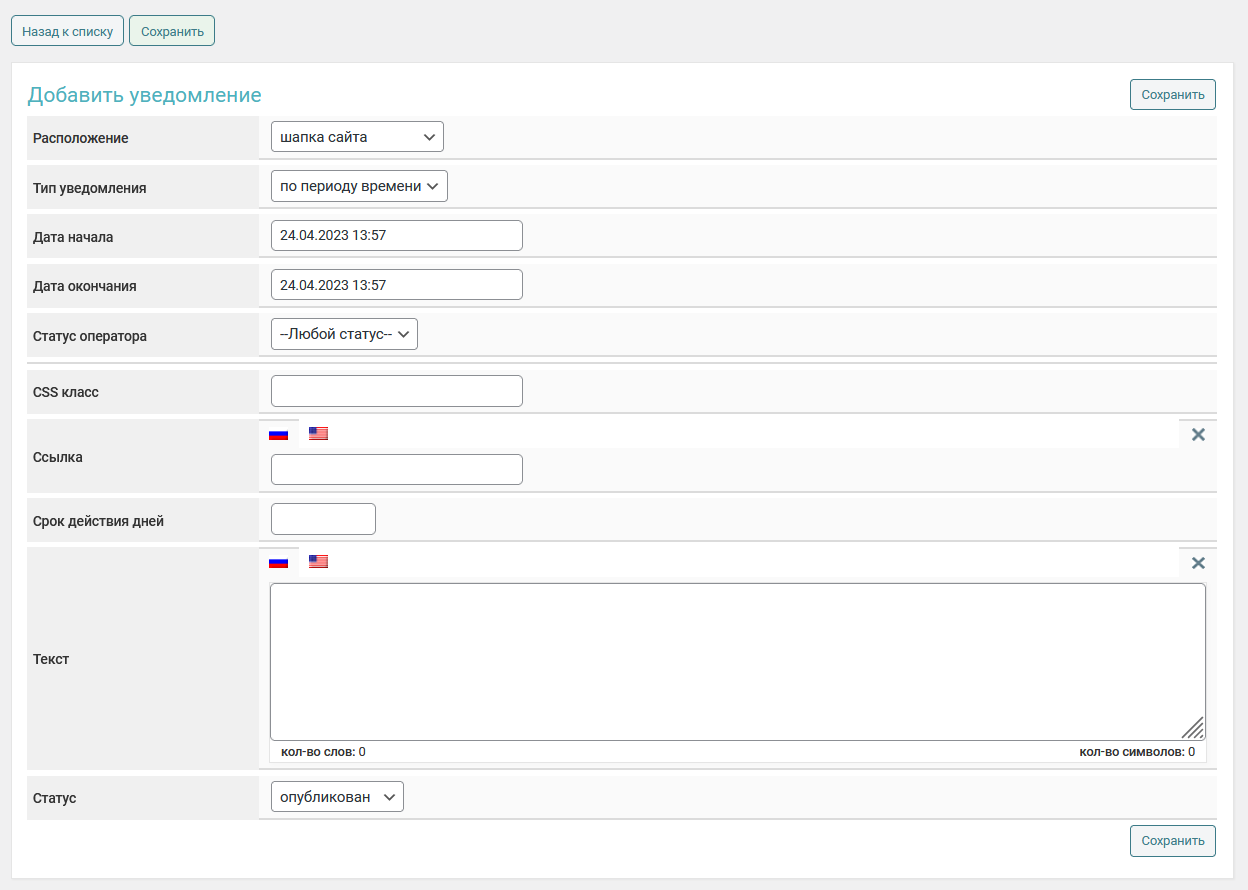 Назад к списку Сохранить
Добавить уведомление Сохранить
Расположение шапка сайта
Тип уведомления по периоду времени
Дата начала 24.04.2023 13:57
Дата окончания 24.04.2023 13:57
Статус оператора --Любой статус--
CSS класс
Ссылка
Срок действия дней
Текст
кол-во слов: 0 кол-во символов: 0
Статус опубликован
Сохранить